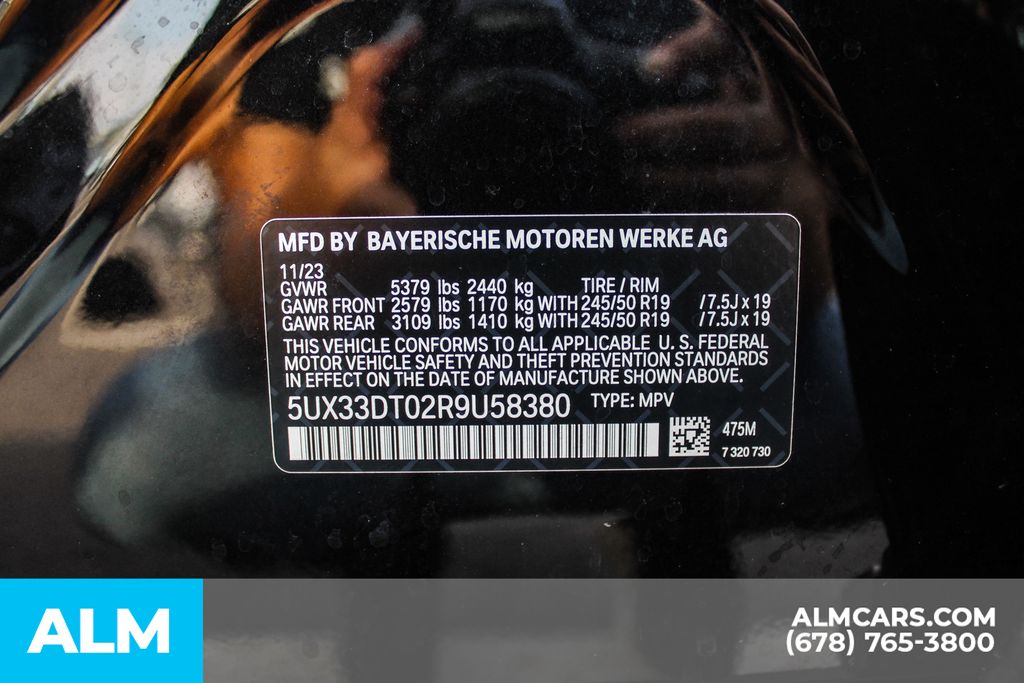 MFD BY BAYERISCHE MOTOREN WERKE AG
11/23
GVWR 5379 lbs 2440 kg TIRE / RIM
GAWR FRONT 2579 lbs 1170 kg WITH 245/50 R19 / 7.5J x 19
GAWR REAR 3109 lbs 1410 kg WITH 245/50 R19 / 7.5J x 19
THIS VEHICLE CONFORMS TO ALL APPLICABLE U. S. FEDERAL
MOTOR VEHICLE SAFETY AND THEFT PREVENTION STANDARDS
IN EFFECT ON THE DATE OF MANUFACTURE SHOWN ABOVE.
5UX33DT02R9U58380 TYPE: MPV
475M
7 320 730
ALM
ALMCARS.COM
(678) 765-3800